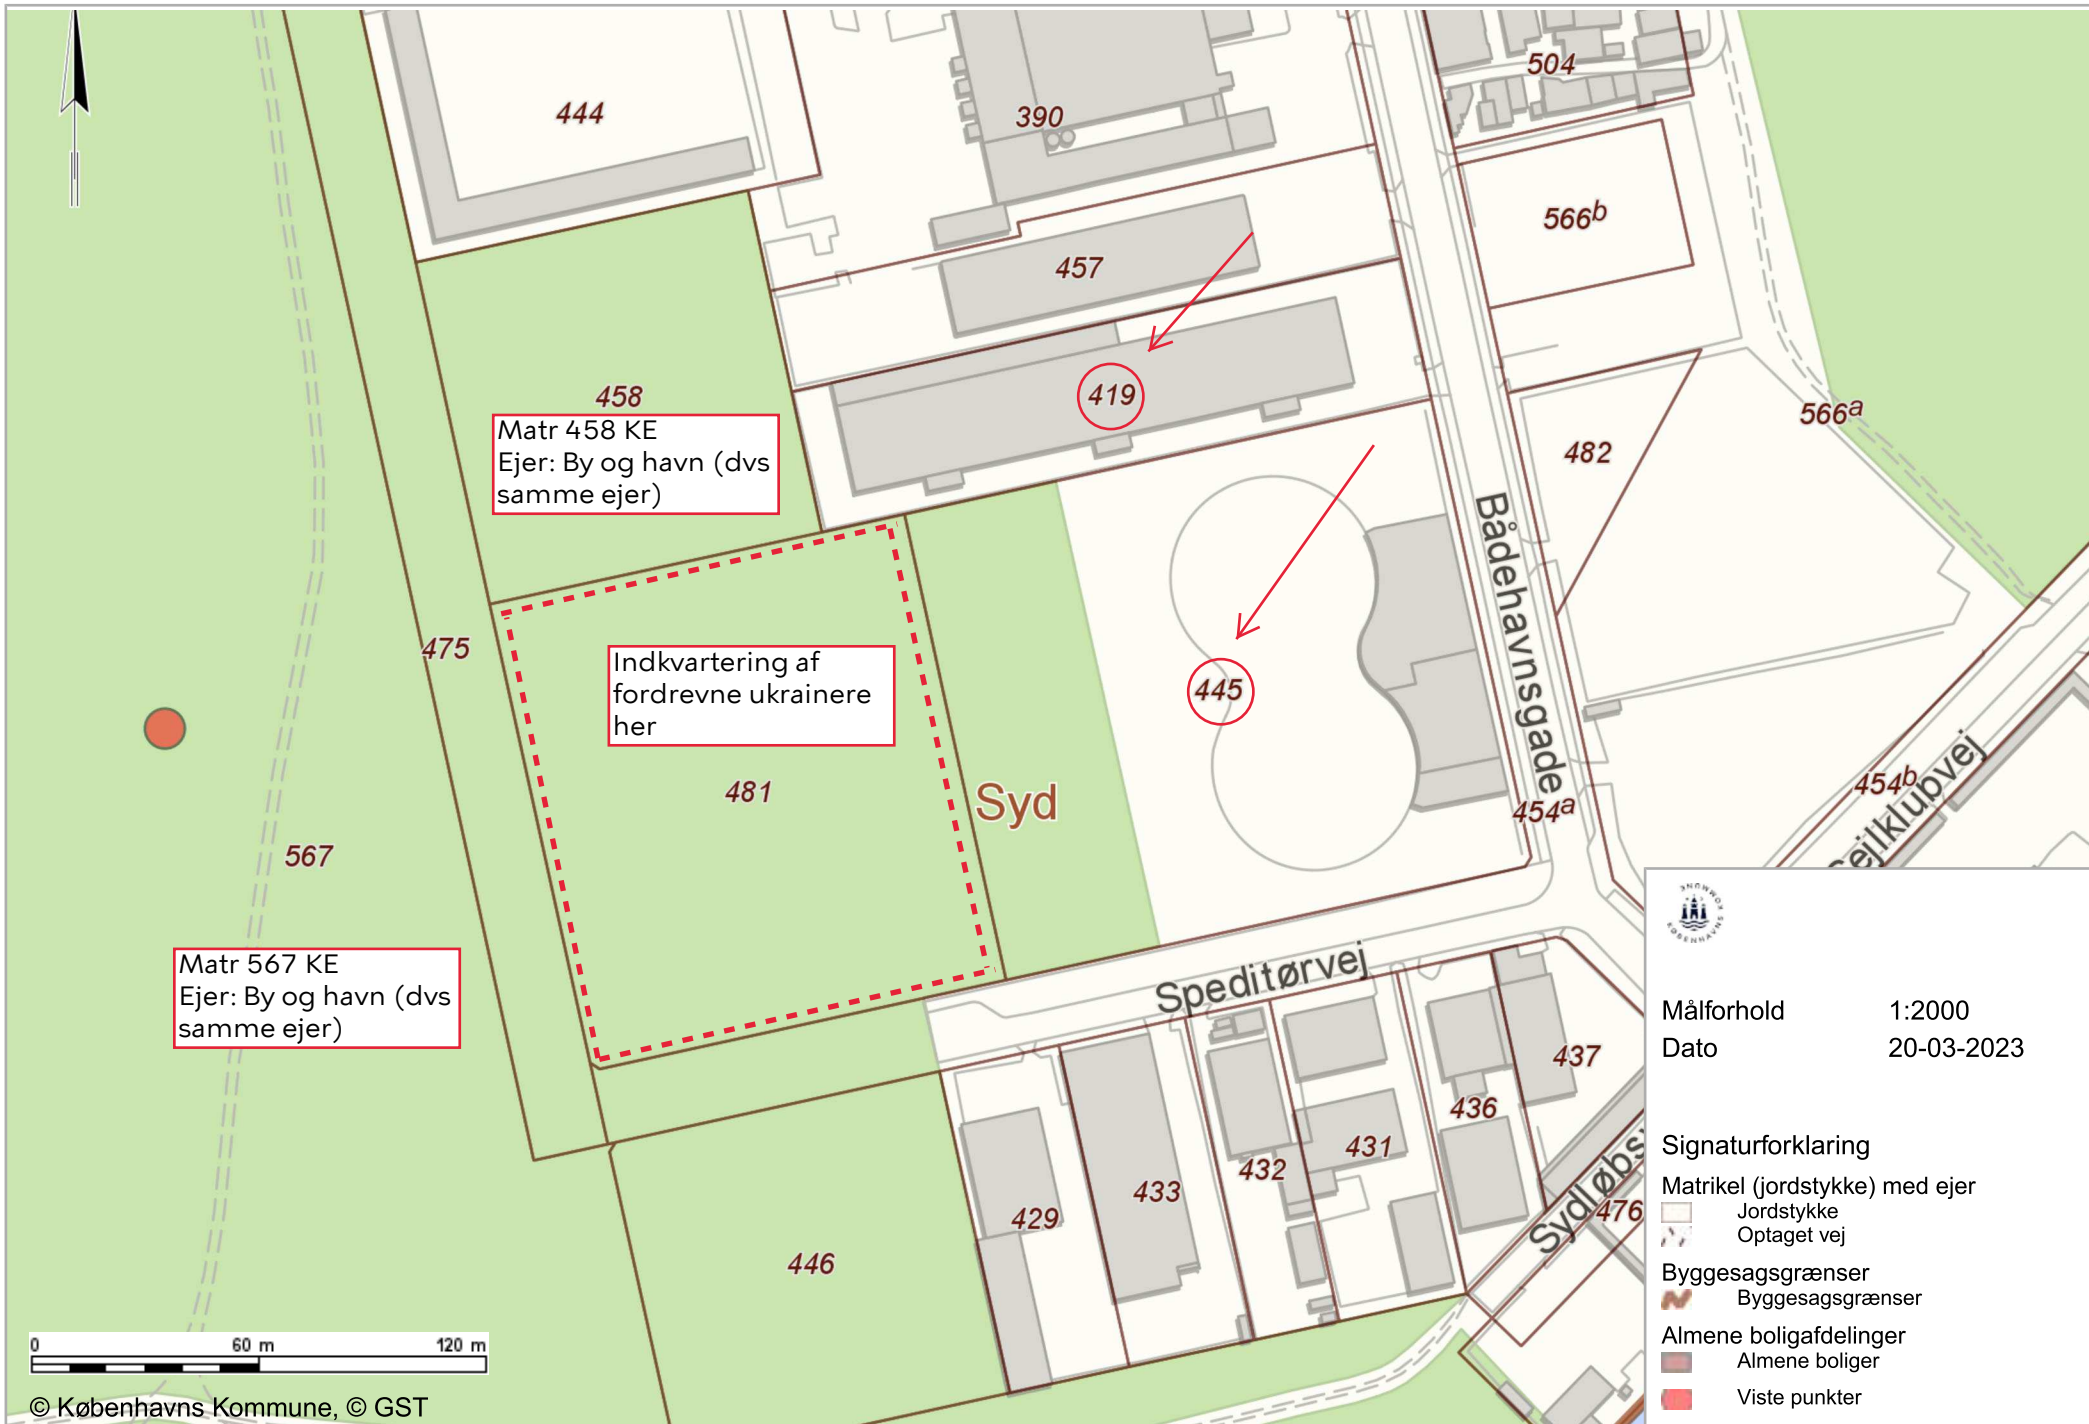 444
390
504
566b
457
458
Matr 458 KE
Ejer: By og havn (dvs
samme ejer)
419
566a
482
Bådehavnsgade
475
Indkvartering af
fordrevne ukrainere
her
445
481
Syd
454a
454b
Sejlklubvej
567
Matr 567 KE
Ejer: By og havn (dvs
samme ejer)
Speditørvej
437
436
431
432
433
429
446
476
Sydløbs
KØBENHAVNS KOMMUNE
Målforhold 1:2000
Dato 20-03-2023
Signaturforklaring
Matrikel (jordstykke) med ejer
Jordstykke
Optaget vej
Byggesagsgrænser
Byggesagsgrænser
Almene boligafdelinger
Almene boliger
Viste punkter
0 60 m 120 m
© Københavns Kommune, © GST